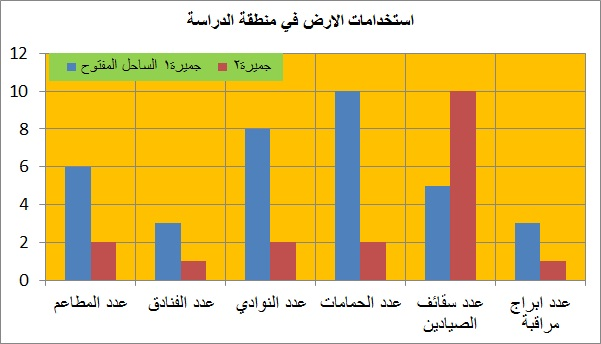 استخدامات الارض في منطقة الدراسة
12
جميرة١ الساحل المفتوح
جميرة٢
10
8
6
4
2
0
عدد المطاعم
عدد الفنادق
عدد النوادي
عدد الحمامات
عدد سقائف
الصيادين
عدد ابراج
مراقبة